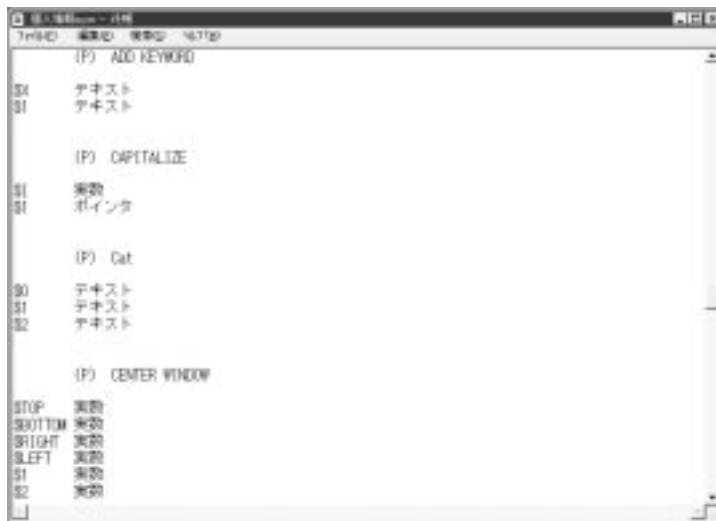 (P) ADD KEYWORD
テキスト
$1 テキスト
(P) CAPITALIZE
実数
$1 ポインタ
(P) Cat
$0 テキスト
$1 テキスト
$2 テキスト
(P) CENTER WINDOW
$TOP 実数
$BOTTOM 実数
$RIGHT 実数
$LEFT 実数
$1 実数
$2 実数